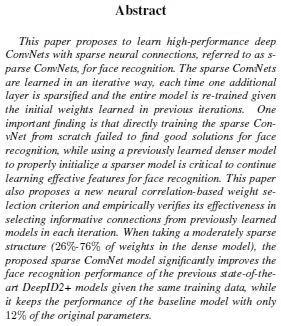 Abstract
This paper proposes to learn high-performance deep
ConvNets with sparse neural connections, referred to as s-
parse ConvNets, for face recognition. The sparse ConvNets
are learned in an iterative way, each time one additional
layer is sparsified and the entire model is re-trained given
the initial weights learned in previous iterations. One
important finding is that directly training the sparse Con-
vNet from scratch failed to find good solutions for face
recognition, while using a previously learned denser model
to properly initialize a sparser model is critical to continue
learning effective features for face recognition. This paper
also proposes a new neural correlation-based weight se-
lection criterion and empirically verifies its effectiveness in
selecting informative connections from previously learned
models in each iteration. When taking a moderately sparse
structure (26%-76% of weights in the dense model), the
proposed sparse ConvNet model significantly improves the
face recognition performance of the previous state-of-the-
art DeepID2+ models given the same training data, while
it keeps the performance of the baseline model with only
12% of the original parameters.